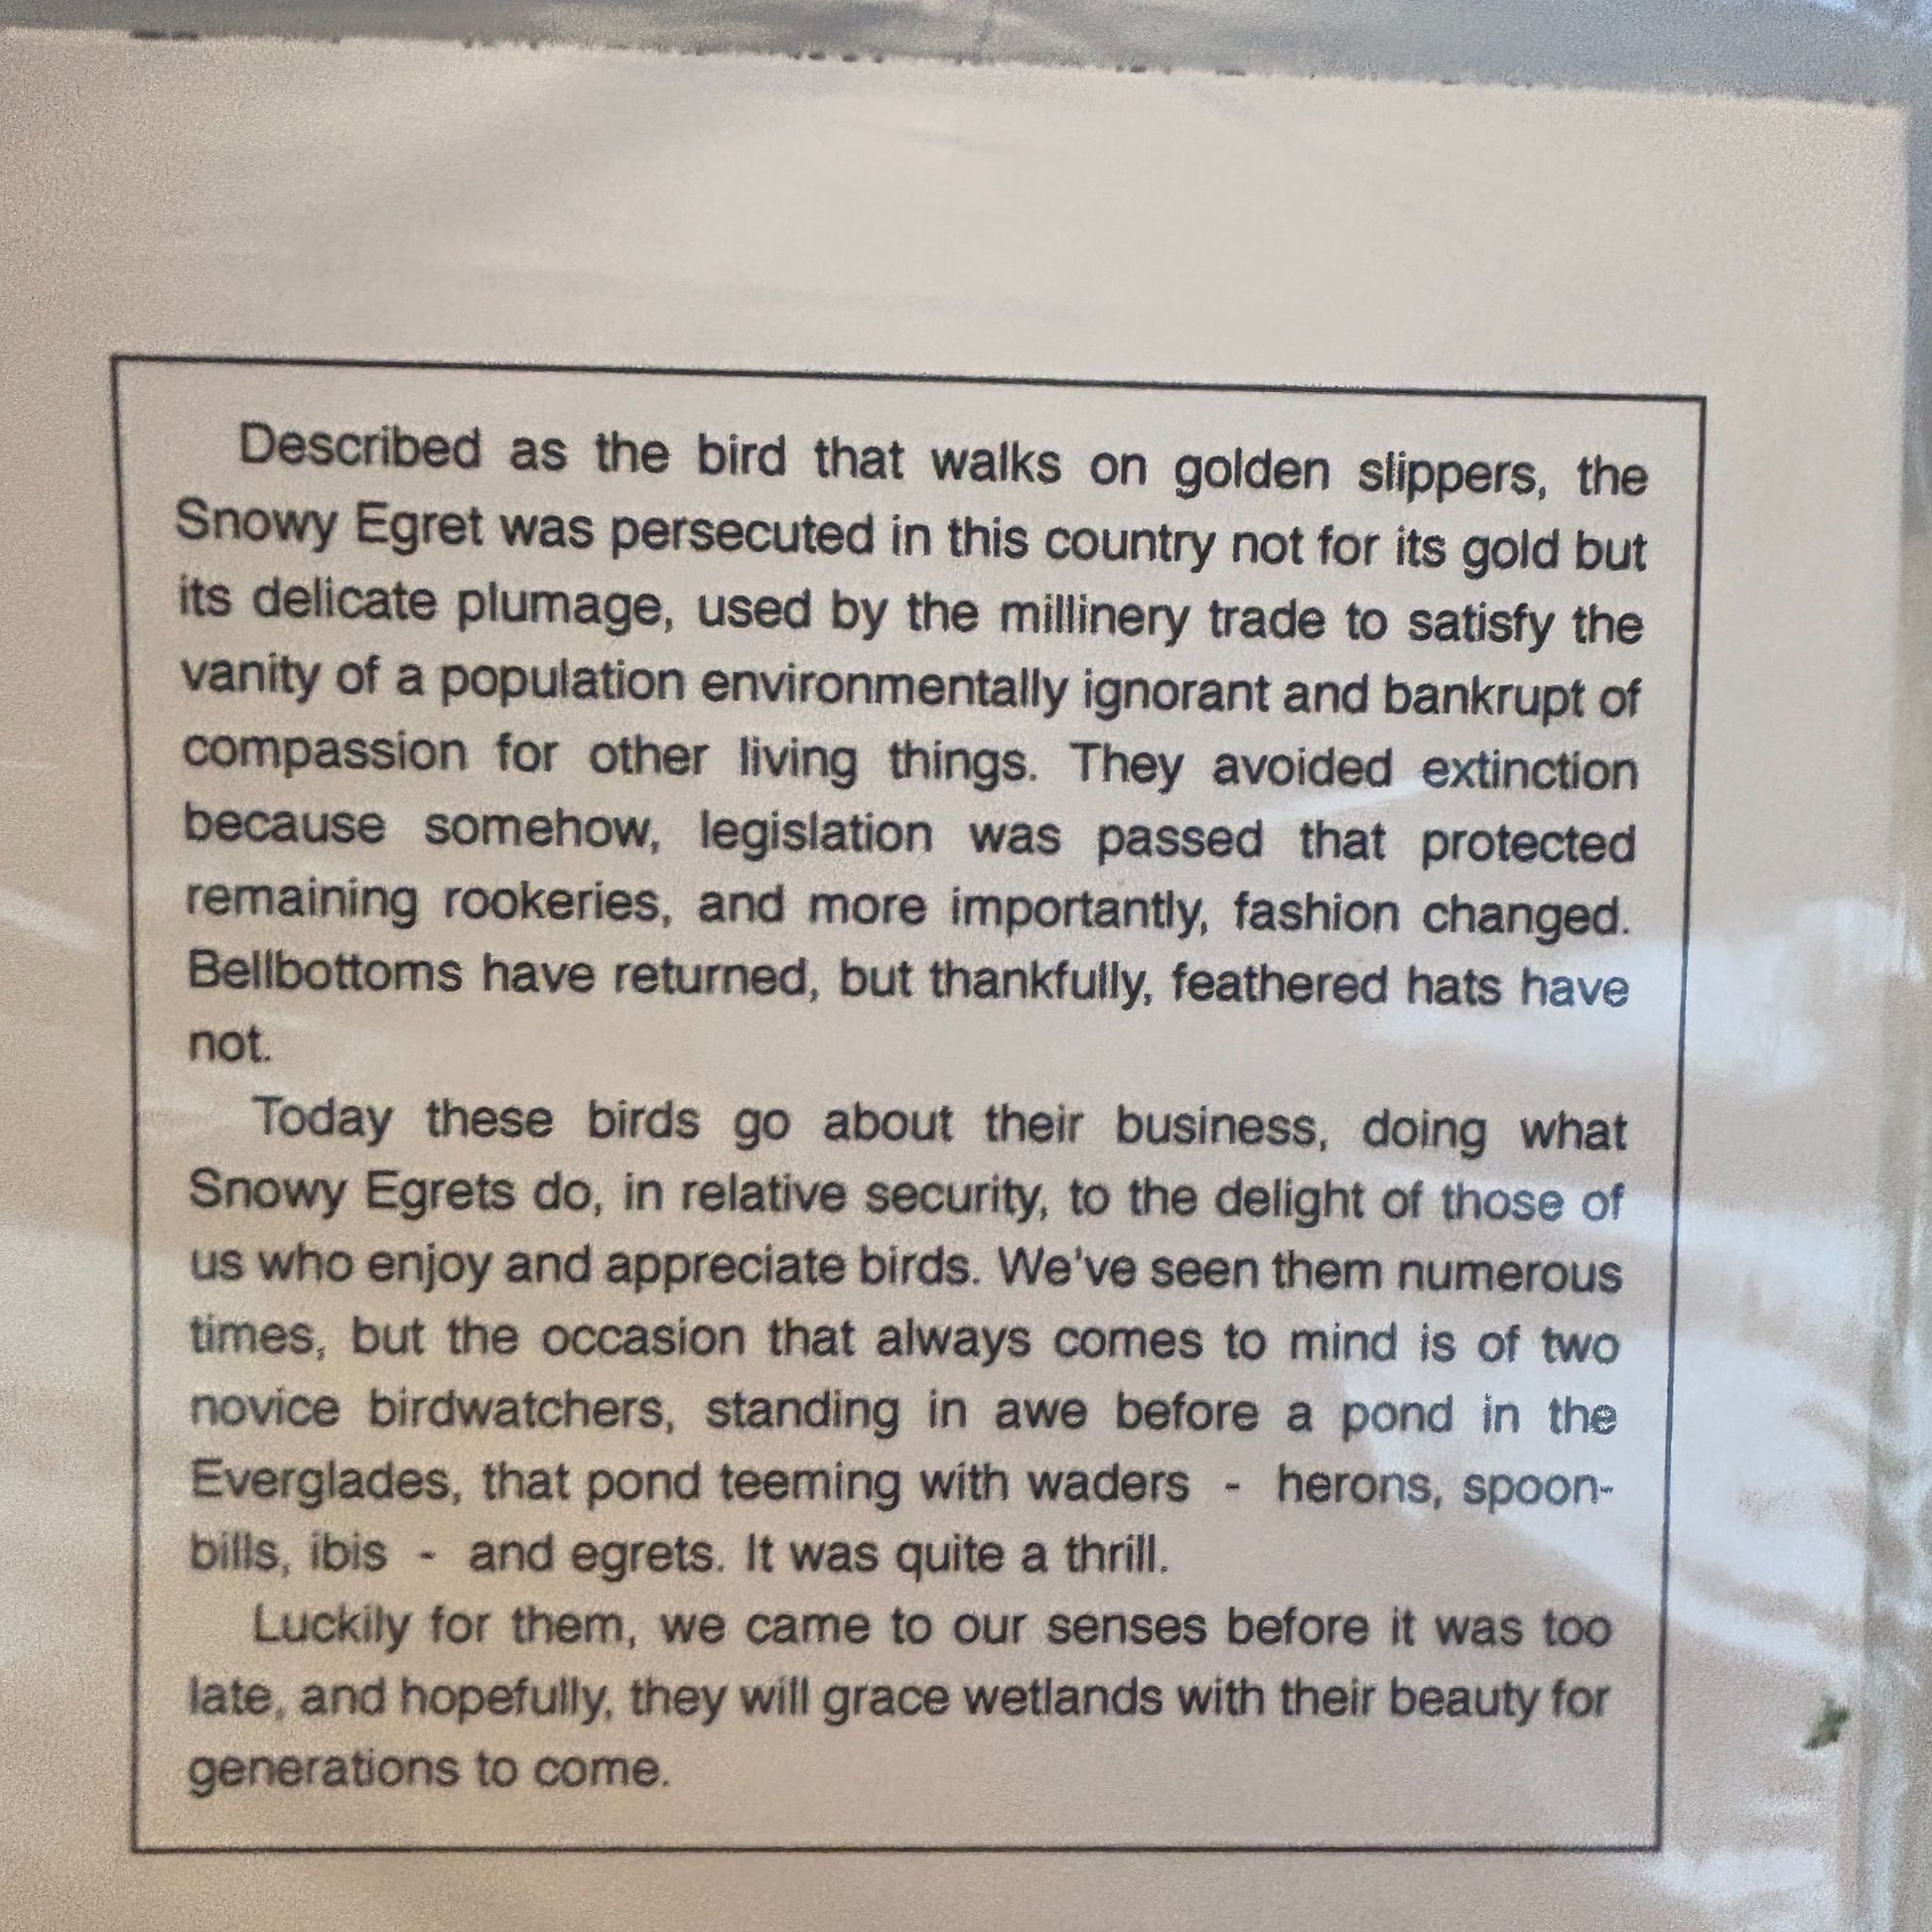 Described as the bird that walks on golden slippers, the
Snowy Egret was persecuted in this country not for its gold but
its delicate plumage, used by the millinery trade to satisfy the
vanity of a population environmentally ignorant and bankrupt of
compassion for other living things. They avoided extinction
because somehow, legislation was passed that protected
remaining rookeries, and more importantly, fashion changed.
Bellbottoms have returned, but thankfully, feathered hats have
not.
Today these birds go about their business, doing what
Snowy Egrets do, in relative security, to the delight of those of
us who enjoy and appreciate birds. We've seen them numerous
times, but the occasion that always comes to mind is of two
novice birdwatchers, standing in awe before a pond in the
Everglades, that pond teeming with waders - herons, spoon-
bills, ibis - and egrets. It was quite a thrill.
Luckily for them, we came to our senses before it was too
late, and hopefully, they will grace wetlands with their beauty for
generations to come.